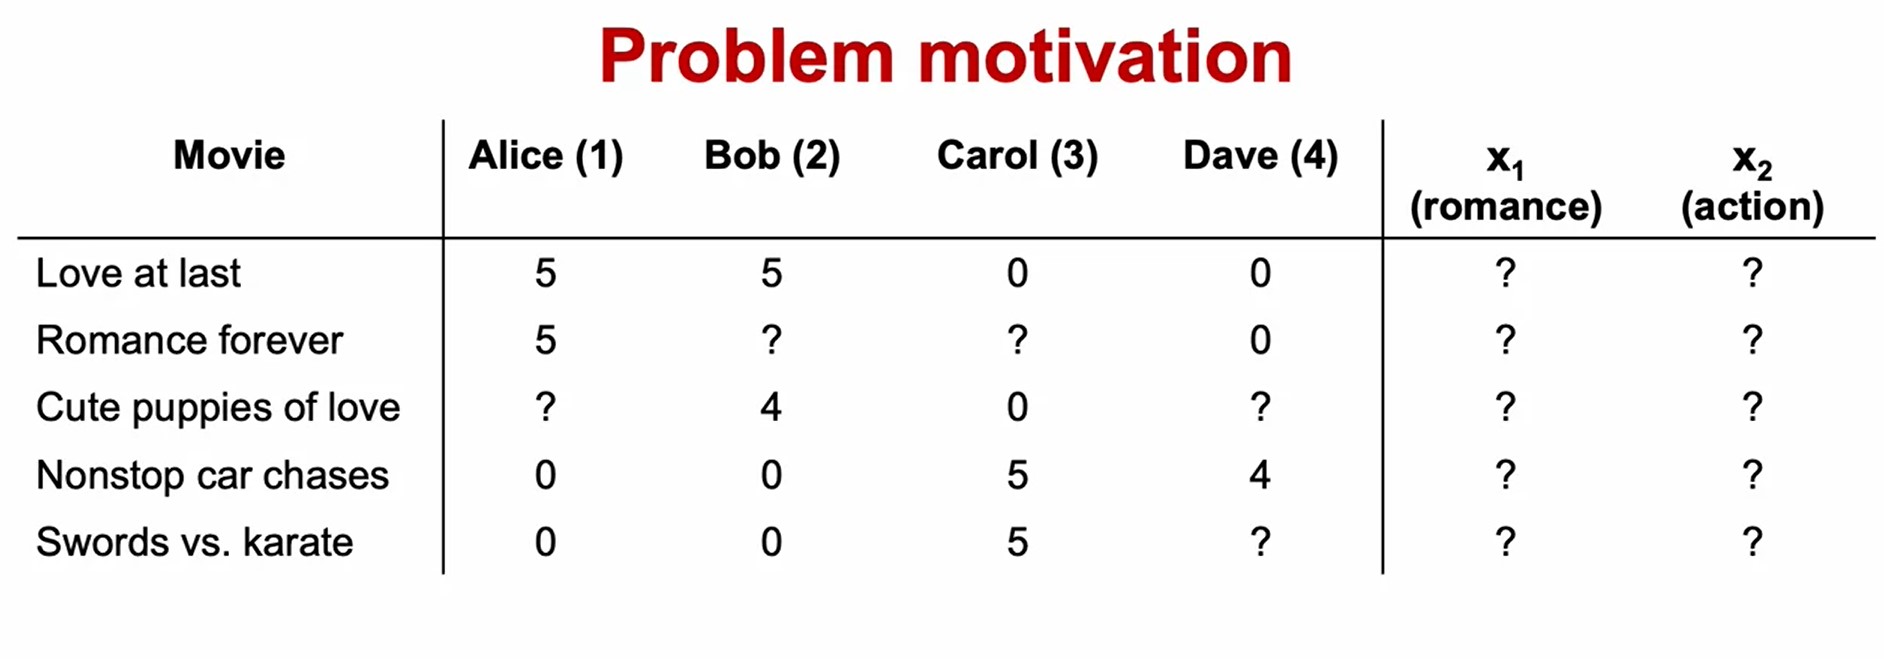 Problem motivation
Movie Alice (1) Bob (2) Carol (3) Dave (4) x₁ (romance) x₂ (action)
Love at last 5 5 0 0 ? ?
Romance forever 5 ? ? 0 ? ?
Cute puppies of love ? 4 0 ? ? ?
Nonstop car chases 0 0 5 4 ? ?
Swords vs. karate 0 0 5 ? ? ?